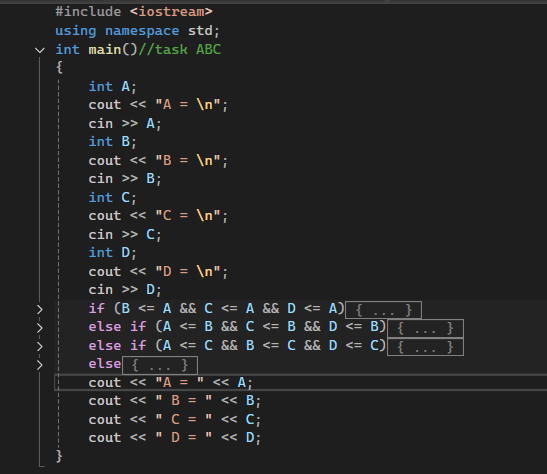 #include <iostream>
using namespace std;
int main()//task ABC
{
int A;
cout << "A = \n";
cin >> A;
int B;
cout << "B = \n";
cin >> B;
int C;
cout << "C = \n";
cin >> C;
int D;
cout << "D = \n";
cin >> D;
if (B <= A && C <= A && D <= A){ ... }
else if (A <= B && C <= B && D <= B){ ... }
else if (A <= C && B <= C && D <= C){ ... }
else{ ... }
cout << "A = " << A;
cout << " B = " << B;
cout << " C = " << C;
cout << " D = " << D;
}